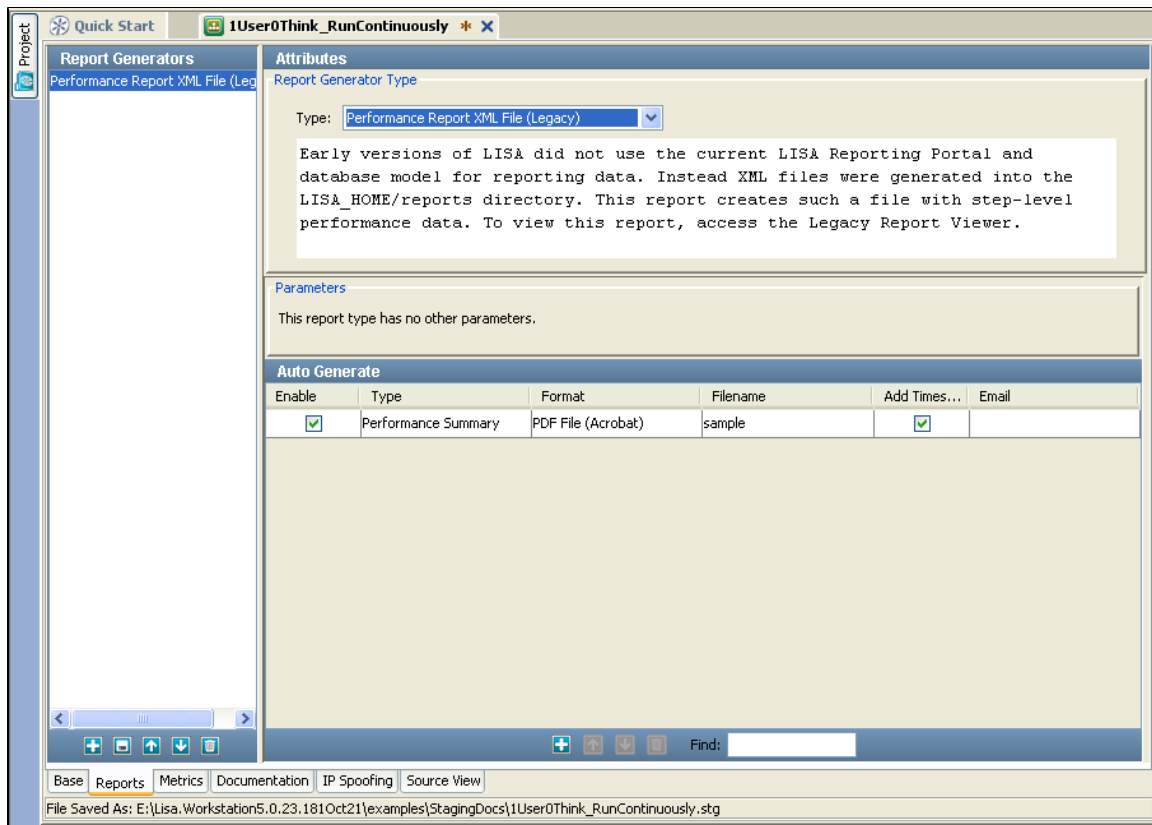 Project
Quick Start
1User0Think_RunContinuously * X
Report Generators
Performance Report XML File (Leg
Attributes
Report Generator Type
Type: Performance Report XML File (Legacy)
Early versions of LISA did not use the current LISA Reporting Portal and
database model for reporting data. Instead XML files were generated into the
LISA_HOME/reports directory. This report creates such a file with step-level
performance data. To view this report, access the Legacy Report Viewer.
Parameters
This report type has no other parameters.
Auto Generate
Enable Type Format Filename Add Times... Email
Performance Summary PDF File (Acrobat) sample
Find:
Base Reports Metrics Documentation IP Spoofing Source View
File Saved As: E:\Lisa.Workstation5.0.23.181Oct21\examples\StagingDocs\1User0Think_RunContinuously.stg